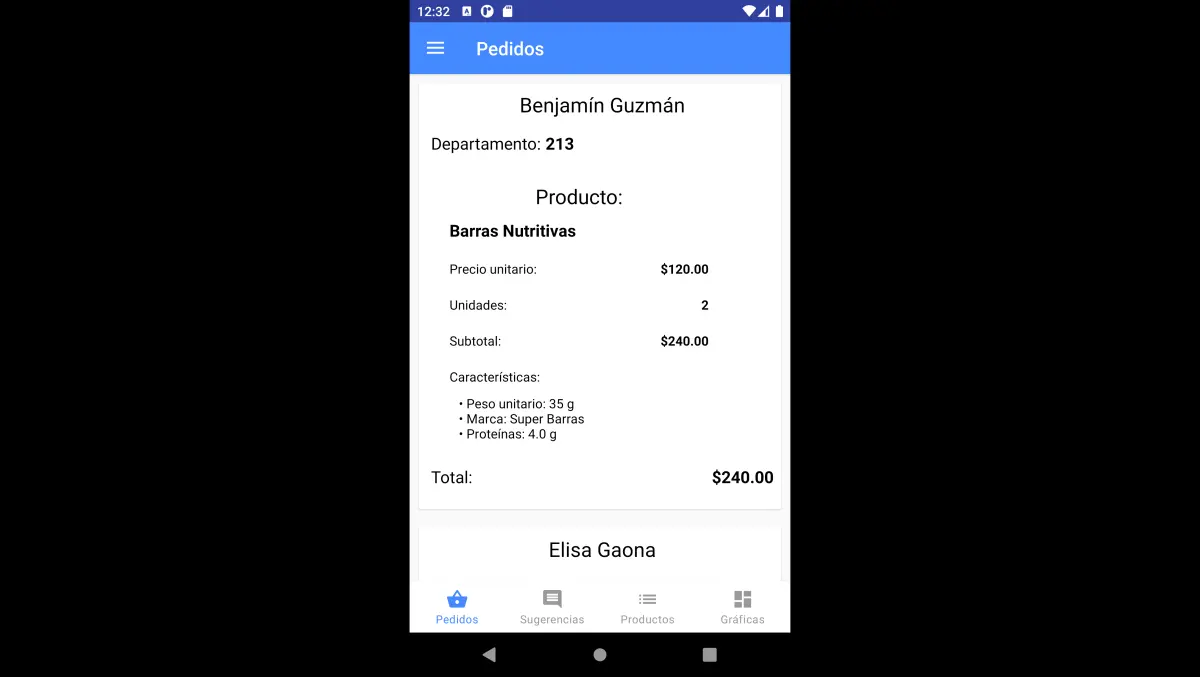 12:32
Pedidos
Benjamín Guzmán
Departamento: 213
Producto:
Barras Nutritivas
Precio unitario: $120.00
Unidades: 2
Subtotal: $240.00
Características:
• Peso unitario: 35 g
• Marca: Super Barras
• Proteínas: 4.0 g
Total: $240.00
Elisa Gaona
Pedidos Sugerencias Productos Gráficas